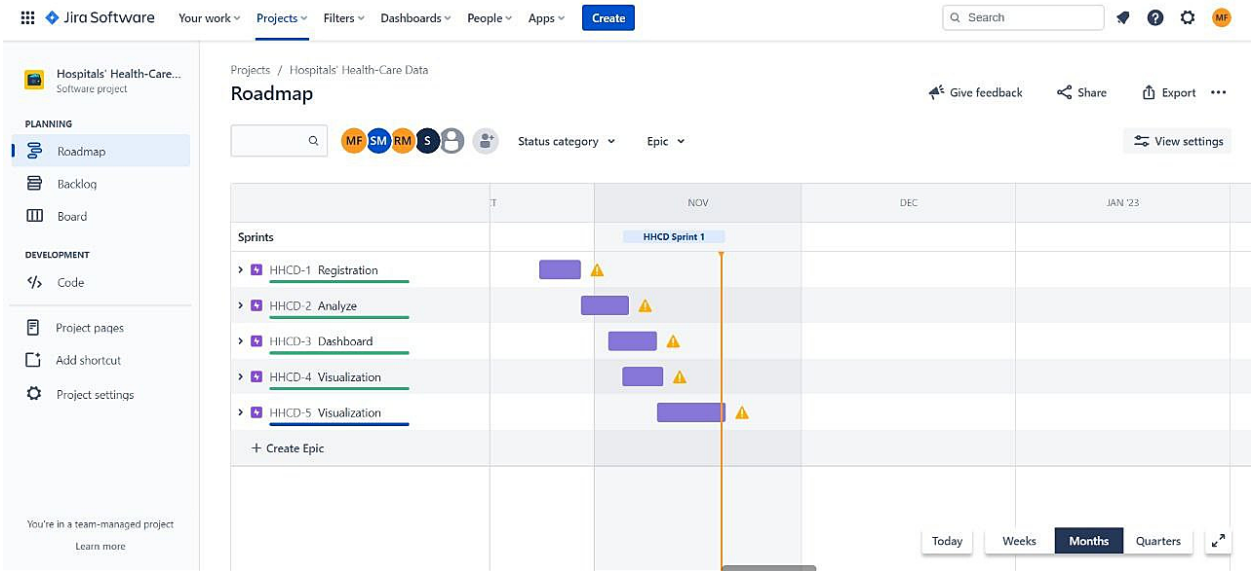 Jira Software Your work Projects Filters Dashboards People Apps Create Search MF
Hospitals' Health-Care...
Software project
PLANNING
Roadmap
Backlog
Board
DEVELOPMENT
Code
Project pages
Add shortcut
Project settings
You're in a team-managed project
Learn more
Projects / Hospitals' Health-Care Data
Roadmap
Give feedback Share Export
MF SM RM S Status category Epic View settings
T NOV DEC JAN '23
Sprints HHCD Sprint 1
HHCD-1 Registration
HHCD-2 Analyze
HHCD-3 Dashboard
HHCD-4 Visualization
HHCD-5 Visualization
+ Create Epic
Today Weeks Months Quarters